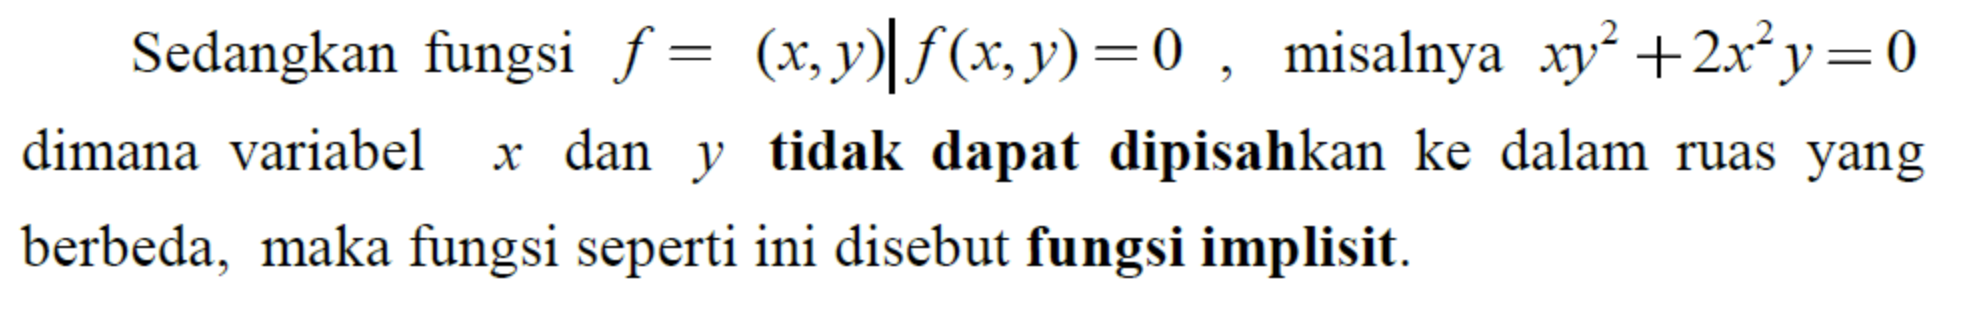 Sedangkan fungsi f = (x, y)| f(x, y) = 0 , misalnya xy² + 2x²y = 0
dimana variabel x dan y tidak dapat dipisahkan ke dalam ruas yang
berbeda, maka fungsi seperti ini disebut fungsi implisit.